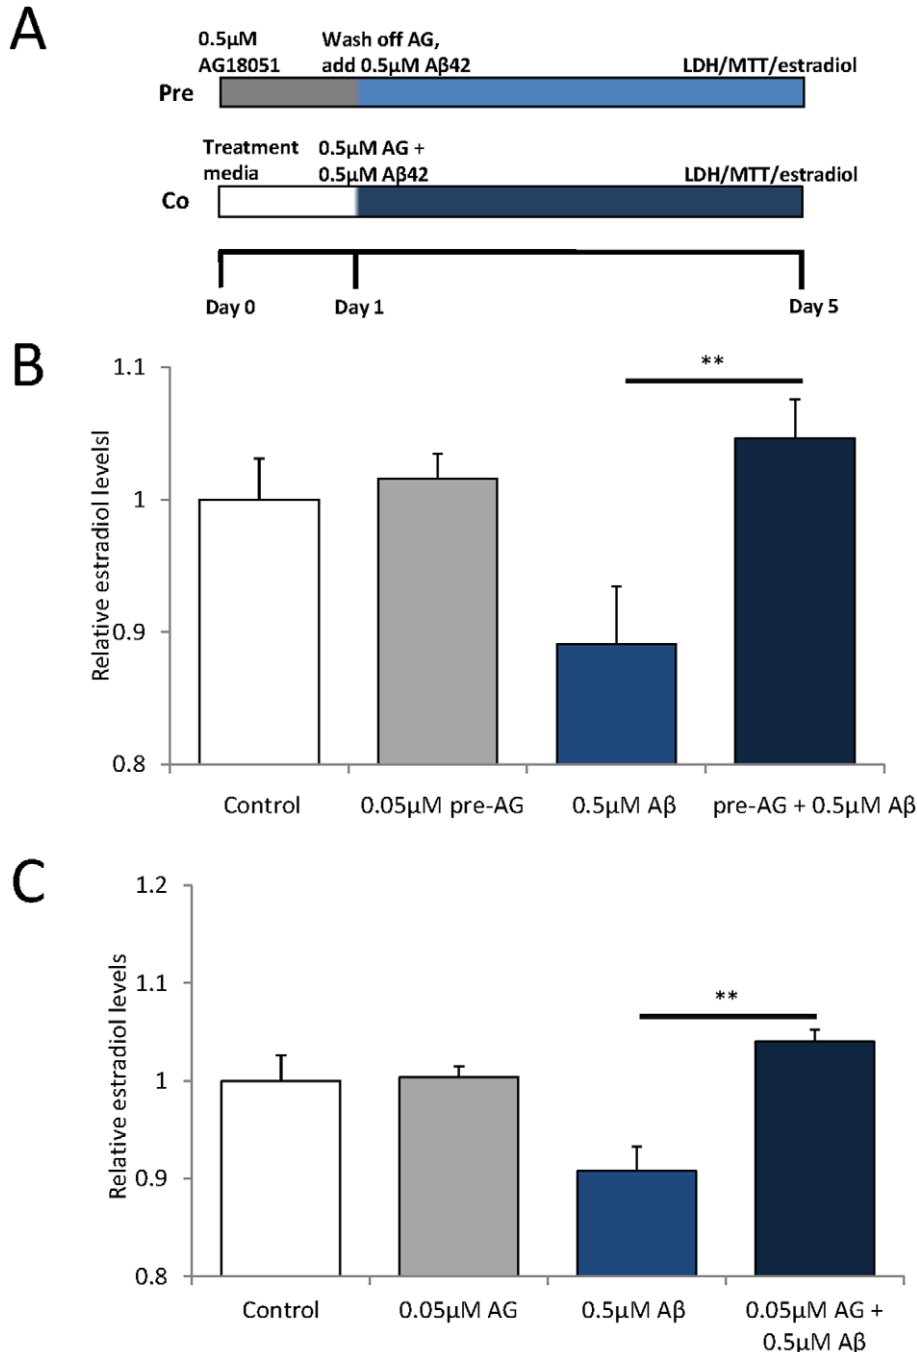 A
0.5µM
AG18051
Wash off AG,
add 0.5µM Aβ42
LDH/MTT/estradiol
Pre
Treatment
media
0.5µM AG +
0.5µM Aβ42
LDH/MTT/estradiol
Co
Day 0
Day 1
Day 5
B
Relative estradiol levelsl
1.1
1
0.9
0.8
**
Control
0.05µM pre-AG
0.5µM Aβ
pre-AG + 0.5µM Aβ
C
Relative estradiol levels
1.2
1.1
1
0.9
0.8
**
Control
0.05µM AG
0.5µM Aβ
0.05µM AG +
0.5µM Aβ